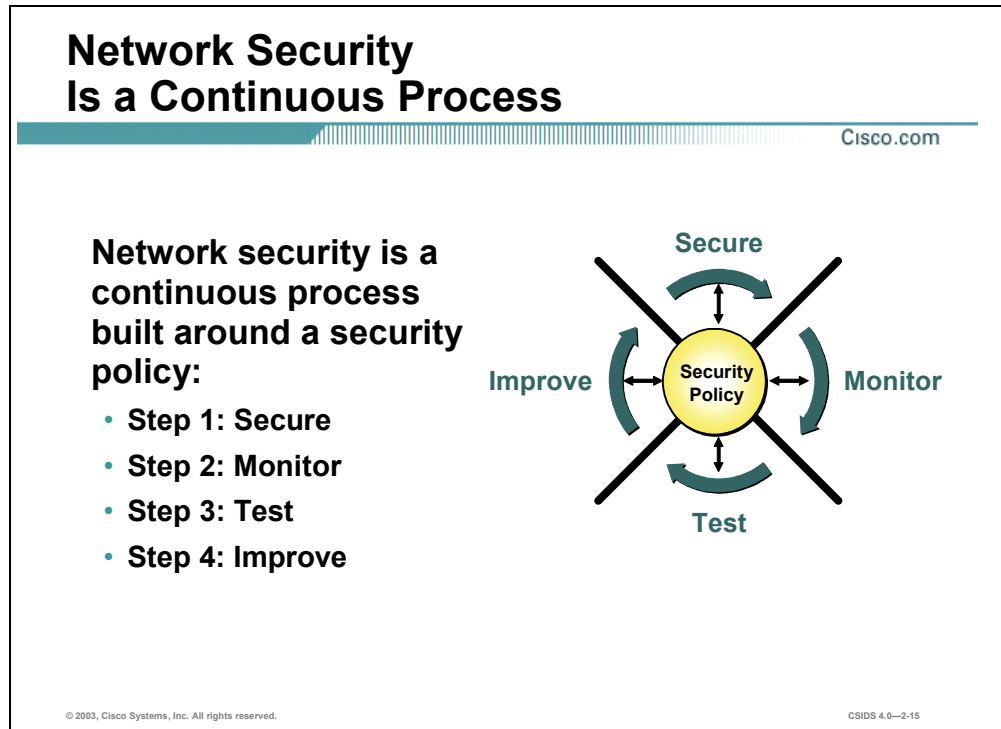 Network Security
Is a Continuous Process
Cisco.com
Network security is a
continuous process
built around a security
policy:
• Step 1: Secure
• Step 2: Monitor
• Step 3: Test
• Step 4: Improve
Secure
Improve
Security
Policy
Monitor
Test
© 2003, Cisco Systems, Inc. All rights reserved.
CSIDS 4.0—2-15